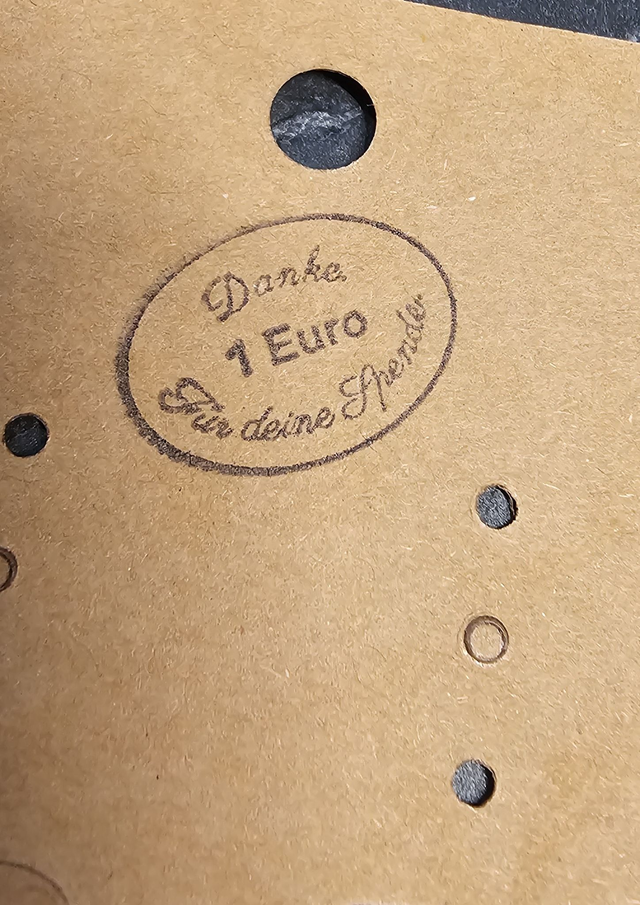 Danke
1 Euro
Für deine Spende